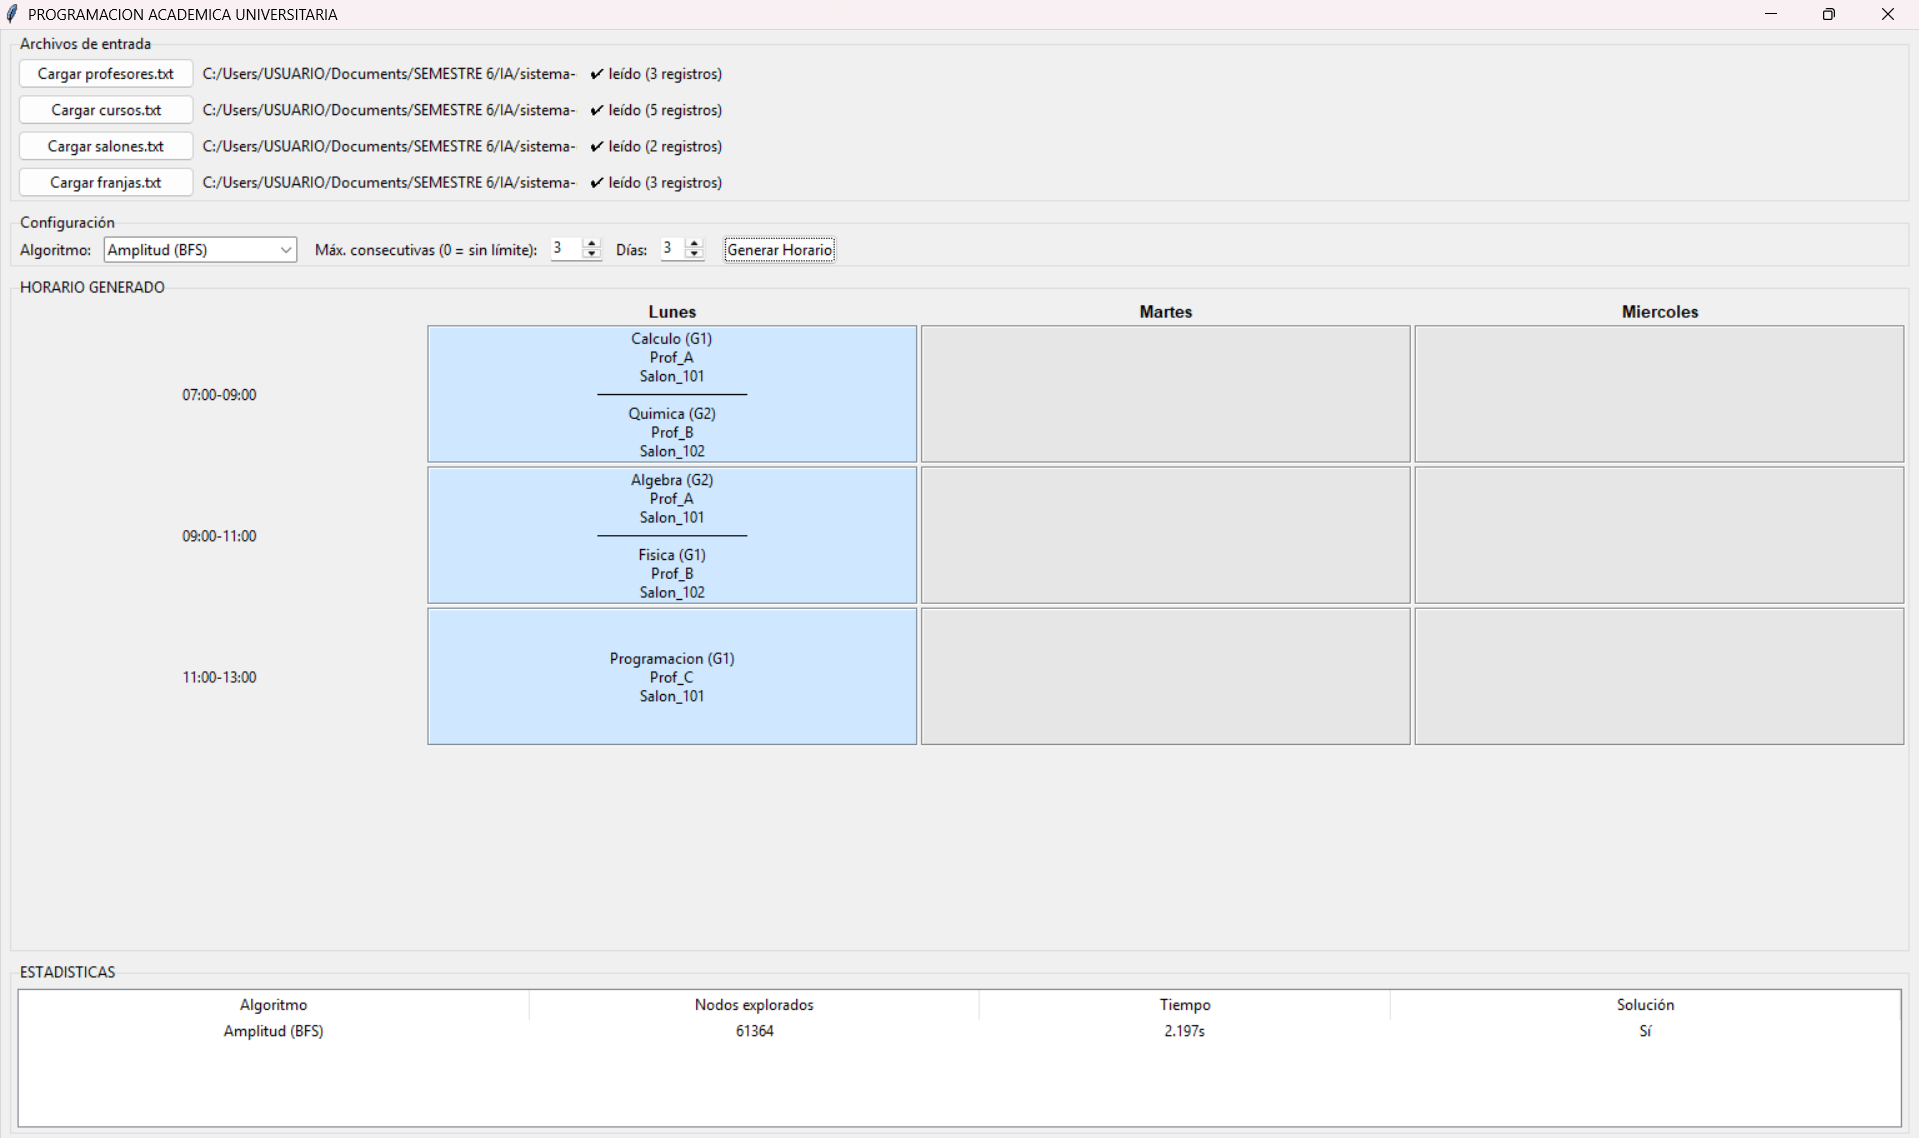 PROGRAMACION ACADEMICA UNIVERSITARIA
Archivos de entrada
Cargar profesores.txt C:/Users/USUARIO/Documents/SEMESTRE 6/IA/sistema- ✔ leído (3 registros)
Cargar cursos.txt C:/Users/USUARIO/Documents/SEMESTRE 6/IA/sistema- ✔ leído (5 registros)
Cargar salones.txt C:/Users/USUARIO/Documents/SEMESTRE 6/IA/sistema- ✔ leído (2 registros)
Cargar franjas.txt C:/Users/USUARIO/Documents/SEMESTRE 6/IA/sistema- ✔ leído (3 registros)
Configuración
Algoritmo: Amplitud (BFS) Máx. consecutivas (0 = sin límite): 3 Días: 3 Generar Horario
HORARIO GENERADO
Lunes Martes Miercoles
07:00-09:00
Calculo (G1)
Prof_A
Salon_101
Quimica (G2)
Prof_B
Salon_102
09:00-11:00
Algebra (G2)
Prof_A
Salon_101
Fisica (G1)
Prof_B
Salon_102
11:00-13:00
Programacion (G1)
Prof_C
Salon_101
ESTADISTICAS
Algoritmo Nodos explorados Tiempo Solución
Amplitud (BFS) 61364 2.197s Sí